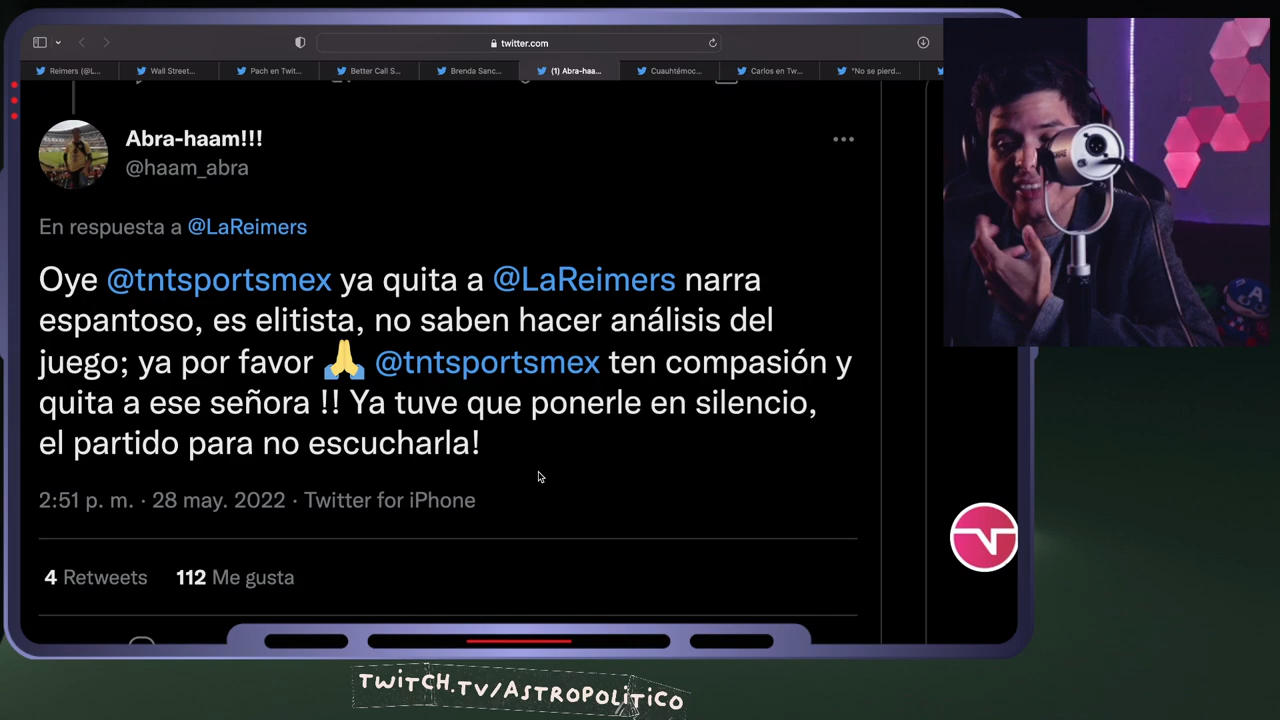 twitter.com
Reimers (@L...
Wall Street...
Pach en Twit...
Better Call S...
Brenda Sanc...
(1) Abra-haa...
Cuauhtémoc...
Carlos en Tw...
"No se pierd...
Abra-haam!!!
@haam_abra
En respuesta a @LaReimers
Oye @tntsportsmex ya quita a @LaReimers narra
espantoso, es elitista, no saben hacer análisis del
juego; ya por favor 🙏 @tntsportsmex ten compasión y
quita a ese señora !! Ya tuve que ponerle en silencio,
el partido para no escucharla!
2:51 p. m. · 28 may. 2022 · Twitter for iPhone
4 Retweets 112 Me gusta
TWITCH.TV/ASTROPOLITICO